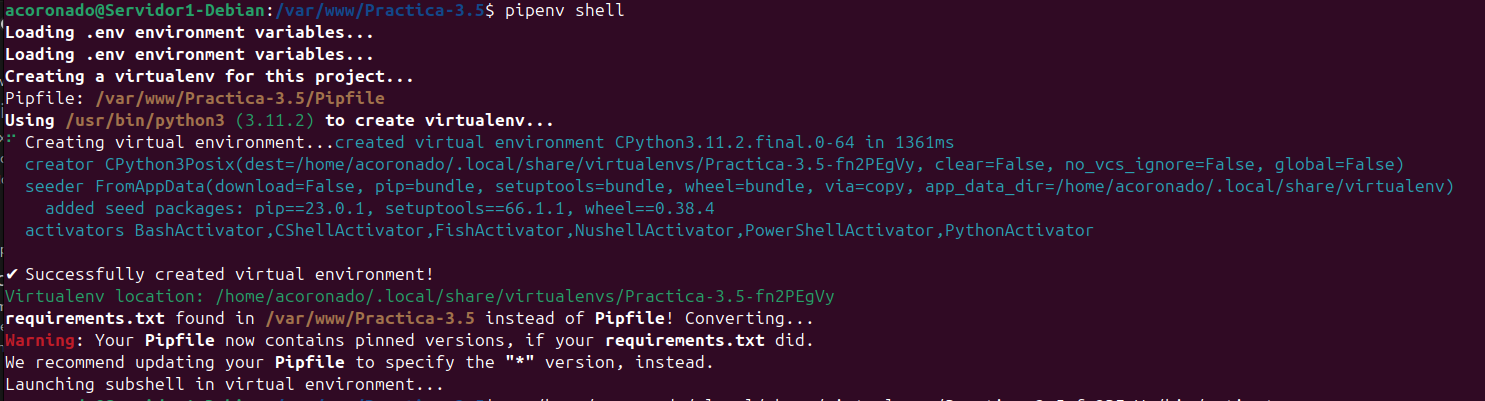 acoronado@Servidor1-Debian:/var/www/Practica-3.5$ pipenv shell
Loading .env environment variables...
Loading .env environment variables...
Creating a virtualenv for this project...
Pipfile: /var/www/Practica-3.5/Pipfile
Using /usr/bin/python3 (3.11.2) to create virtualenv...
⠋ Creating virtual environment...created virtual environment CPython3.11.2.final.0-64 in 1361ms
creator CPython3Posix(dest=/home/acoronado/.local/share/virtualenvs/Practica-3.5-fn2PEgVy, clear=False, no_vcs_ignore=False, global=False)
seeder FromAppData(download=False, pip=bundle, setuptools=bundle, wheel=bundle, via=copy, app_data_dir=/home/acoronado/.local/share/virtualenv)
added seed packages: pip==23.0.1, setuptools==66.1.1, wheel==0.38.4
activators BashActivator,CShellActivator,FishActivator,NushellActivator,PowerShellActivator,PythonActivator
✔ Successfully created virtual environment!
Virtualenv location: /home/acoronado/.local/share/virtualenvs/Practica-3.5-fn2PEgVy
requirements.txt found in /var/www/Practica-3.5 instead of Pipfile! Converting...
Warning: Your Pipfile now contains pinned versions, if your requirements.txt did.
We recommend updating your Pipfile to specify the "*" version, instead.
Launching subshell in virtual environment...